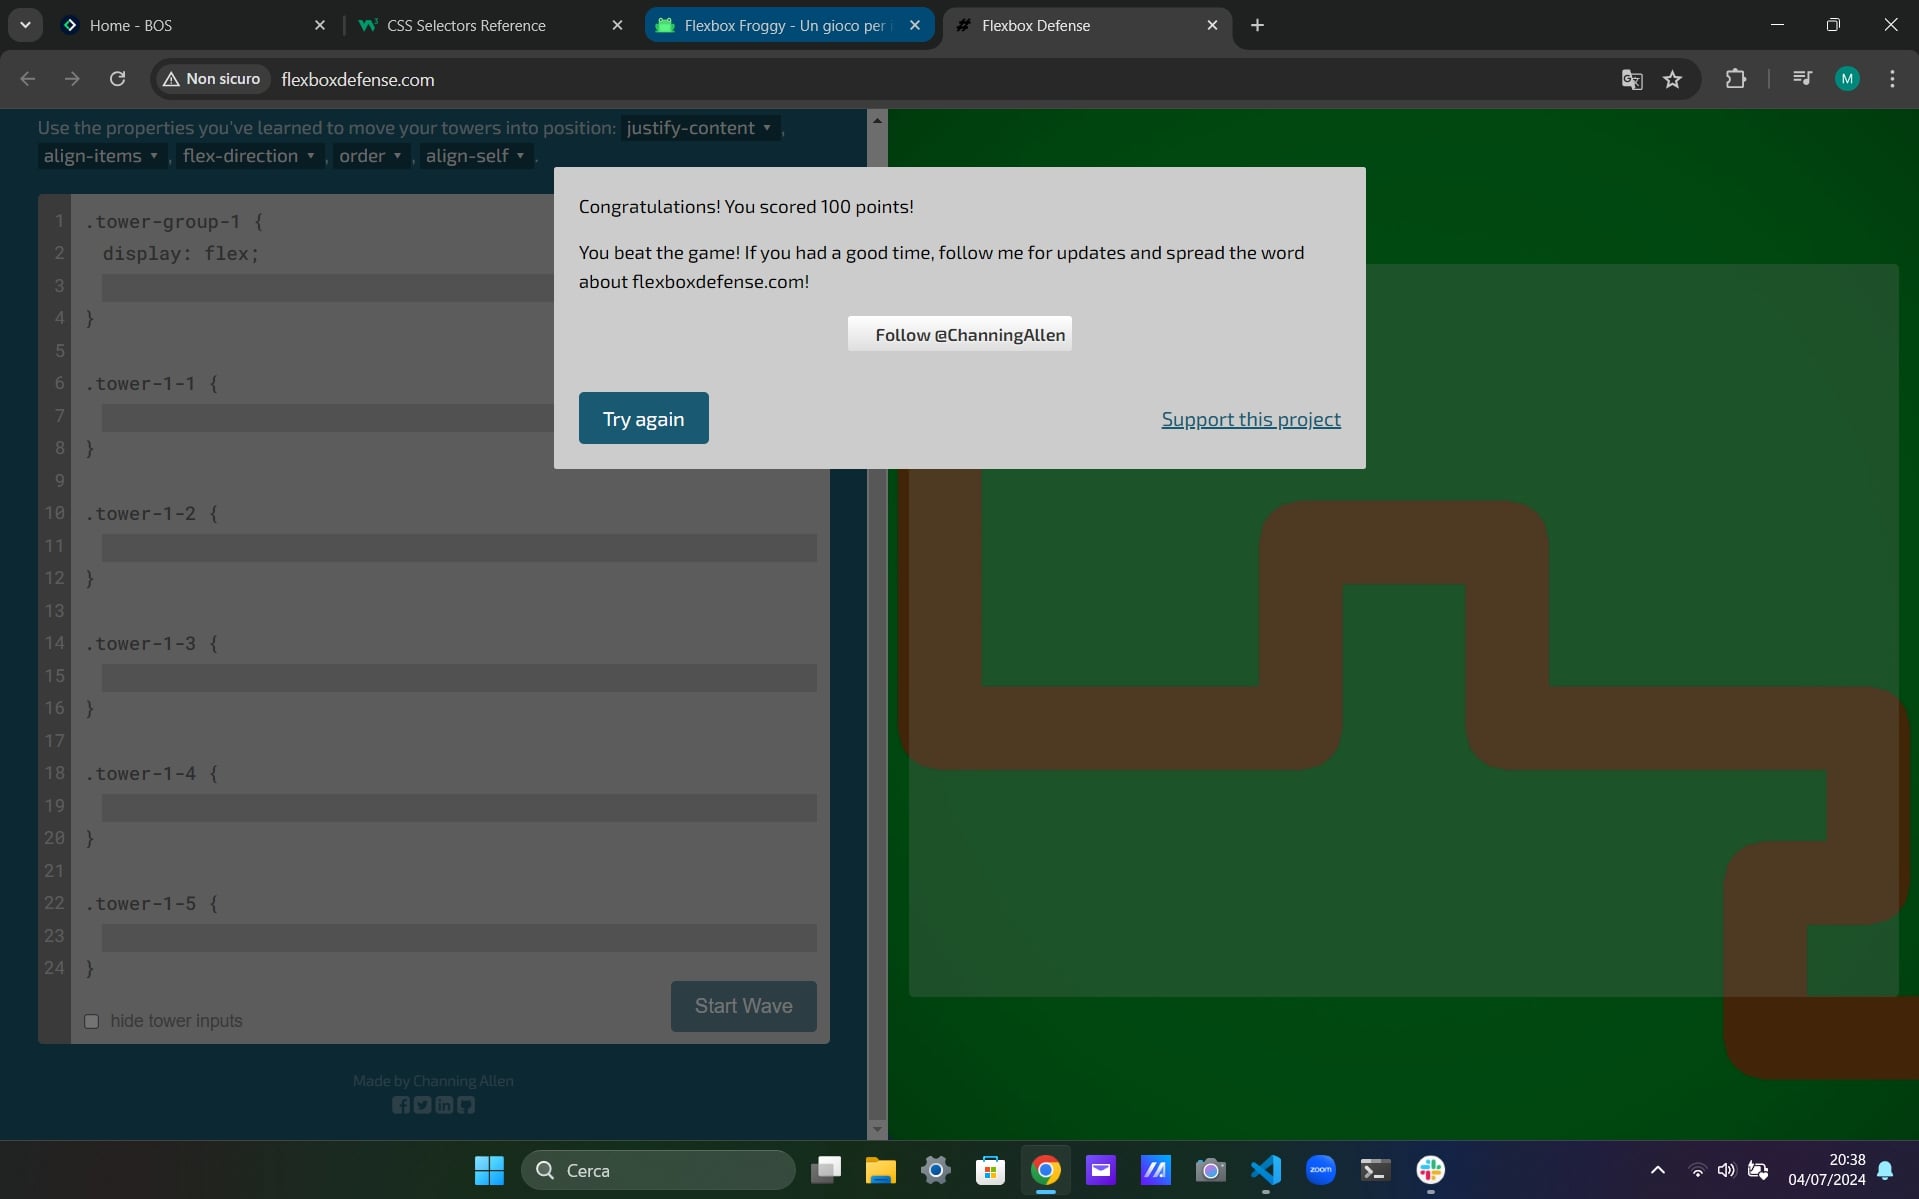 Home - BOS
CSS Selectors Reference
Flexbox Froggy - Un gioco per i
Flexbox Defense
Non sicuro
flexboxdefense.com
M
Use the properties you've learned to move your towers into position: justify-content ,
align-items , flex-direction , order , align-self .
1 .tower-group-1 {
2 display: flex;
3
4 }
5
6 .tower-1-1 {
7
8 }
9
10 .tower-1-2 {
11
12 }
13
14 .tower-1-3 {
15
16 }
17
18 .tower-1-4 {
19
20 }
21
22 .tower-1-5 {
23
24 }
hide tower inputs
Start Wave
Made by Channing Allen
Congratulations! You scored 100 points!
You beat the game! If you had a good time, follow me for updates and spread the word
about flexboxdefense.com!
Follow @ChanningAllen
Try again
Support this project
Cerca
zoom
20:38
04/07/2024